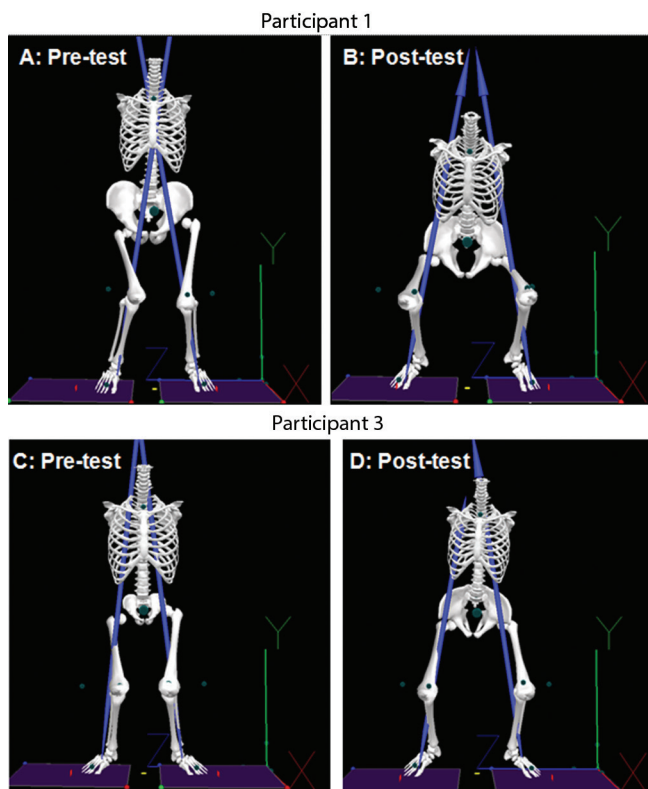 Participant 1
A: Pre-test
B: Post-test
Y
Z
X
Y
Z
X
Participant 3
C: Pre-test
D: Post-test
Y
Z
X
Y
Z
X